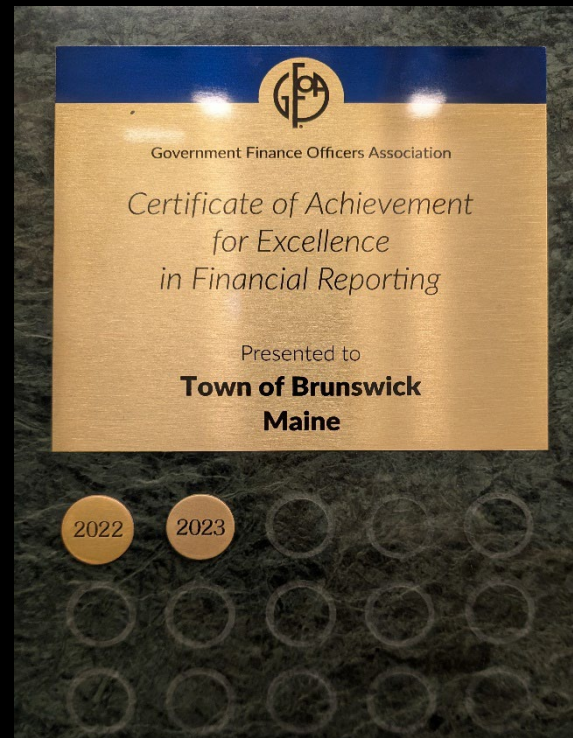 GFOA
Government Finance Officers Association
Certificate of Achievement
for Excellence
in Financial Reporting
Presented to
Town of Brunswick
Maine
2022 2023